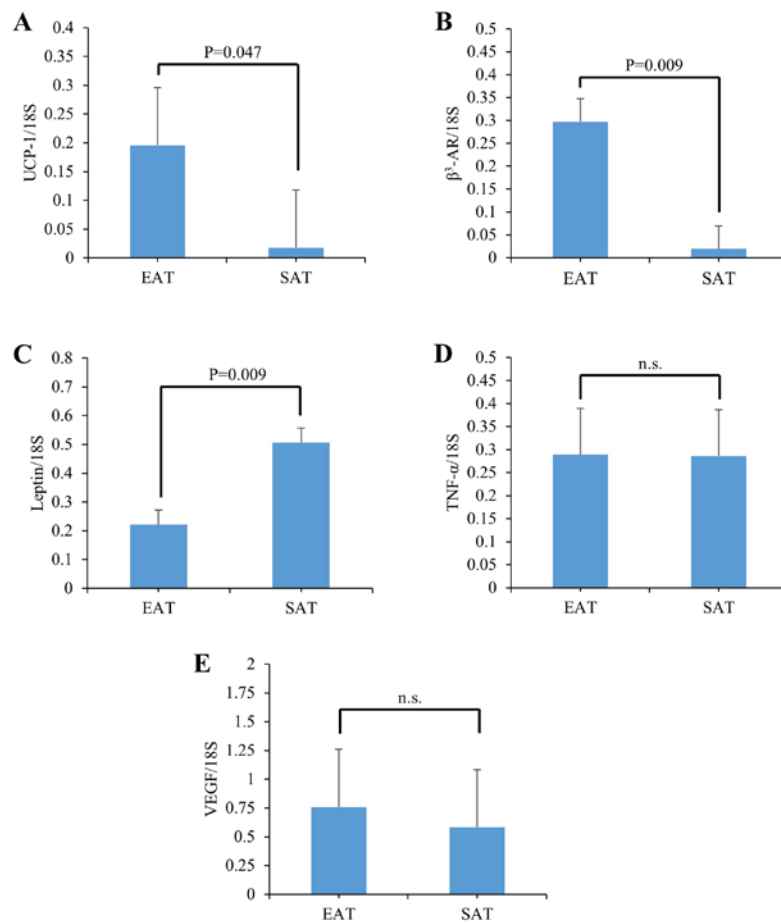 A
P=0.047
UCP-1/18S
0.4
0.35
0.3
0.25
0.2
0.15
0.1
0.05
0
EAT
SAT
B
P=0.009
β³-AR/18S
0.5
0.45
0.4
0.35
0.3
0.25
0.2
0.15
0.1
0.05
0
EAT
SAT
C
P=0.009
Leptin/18S
0.8
0.7
0.6
0.5
0.4
0.3
0.2
0.1
0
EAT
SAT
D
n.s.
TNF-α/18S
0.5
0.45
0.4
0.35
0.3
0.25
0.2
0.15
0.1
0.05
0
EAT
SAT
E
n.s.
VEGF/18S
2
1.75
1.5
1.25
1
0.75
0.5
0.25
0
EAT
SAT